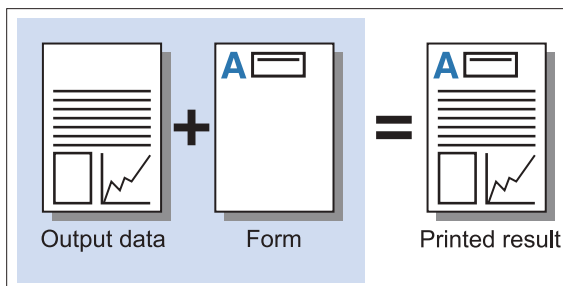 A
A
+
=
Output data
Form
Printed result